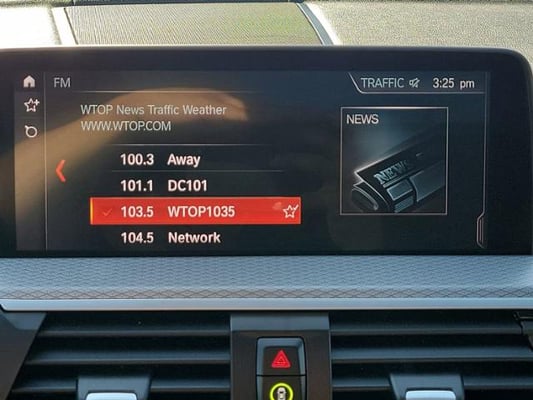 FM
TRAFFIC 3:25 pm
WTOP News Traffic Weather
WWW.WTOP.COM
NEWS
NEWS
100.3 Away
101.1 DC101
103.5 WTOP1035
104.5 Network